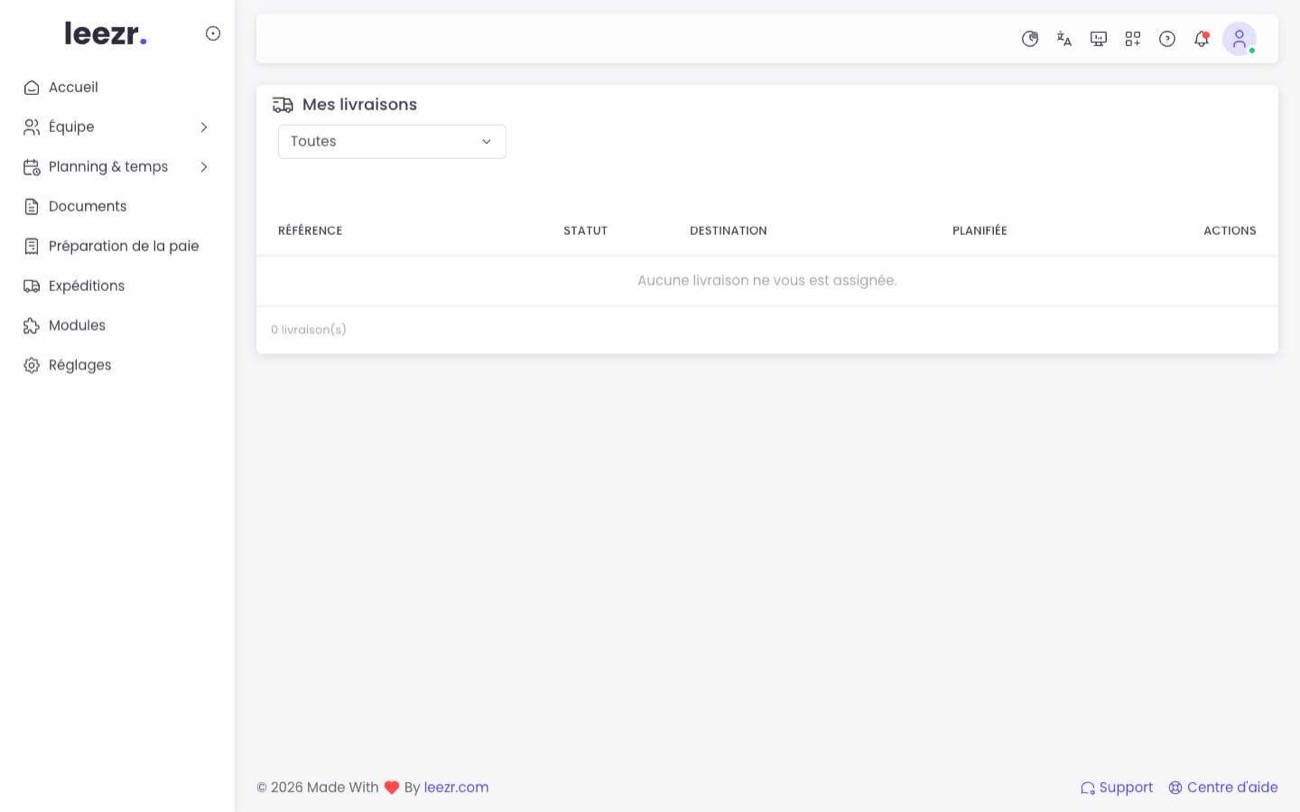 leezr.
Accueil
Équipe
Planning & temps
Documents
Préparation de la paie
Expéditions
Modules
Réglages
Mes livraisons
Toutes
RÉFÉRENCE STATUT DESTINATION PLANIFIÉE ACTIONS
Aucune livraison ne vous est assignée.
0 livraison(s)
© 2026 Made With ❤ By leezr.com
Support Centre d'aide